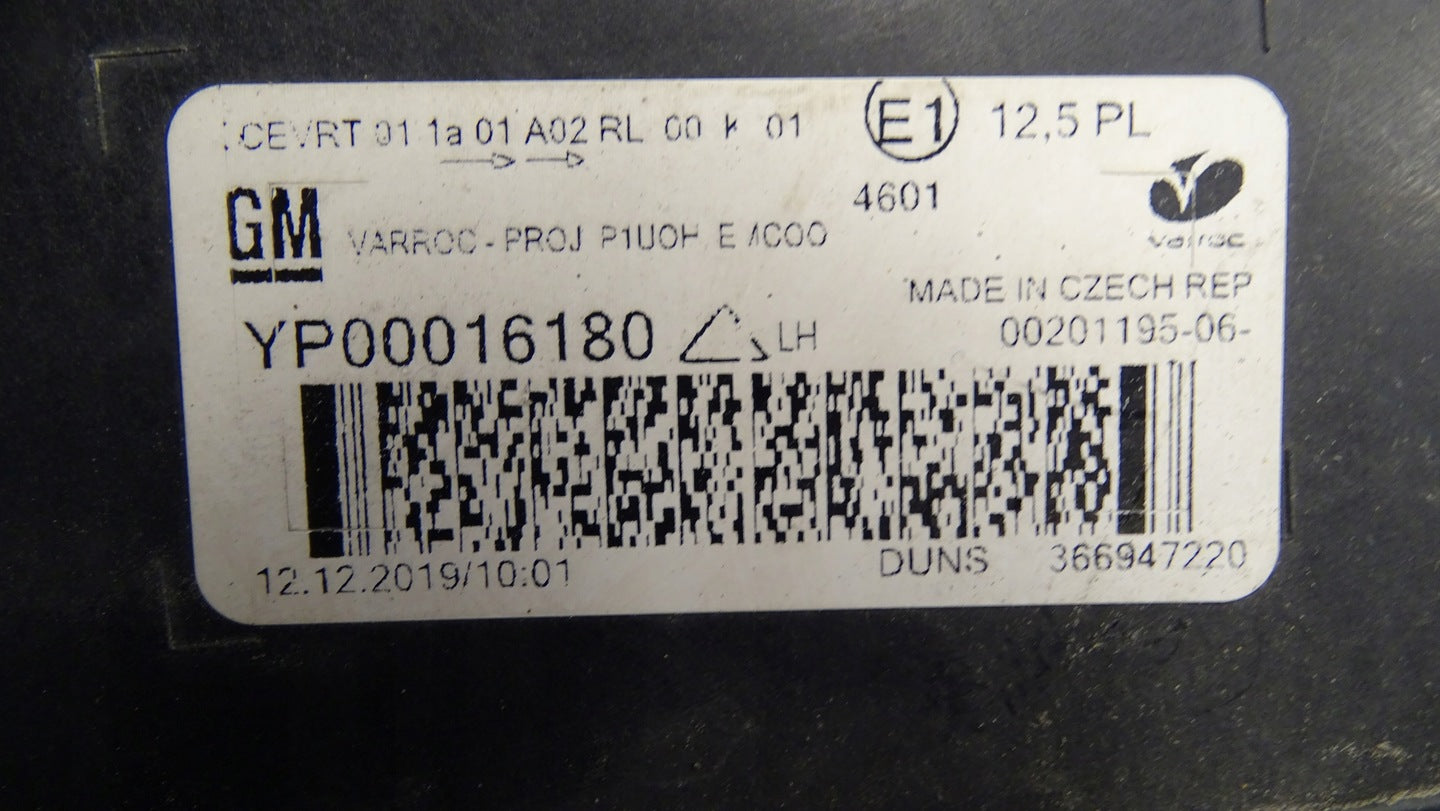 CEVRT 01 1a 01 A02 RL 00 K 01 E1 12,5 PL
4601
GM VARROC - PROJ P1UOH
varroc
MADE IN CZECH REP
YP00016180 LH 00201195-06-
12.12.2019/10:01 DUNS 366947220